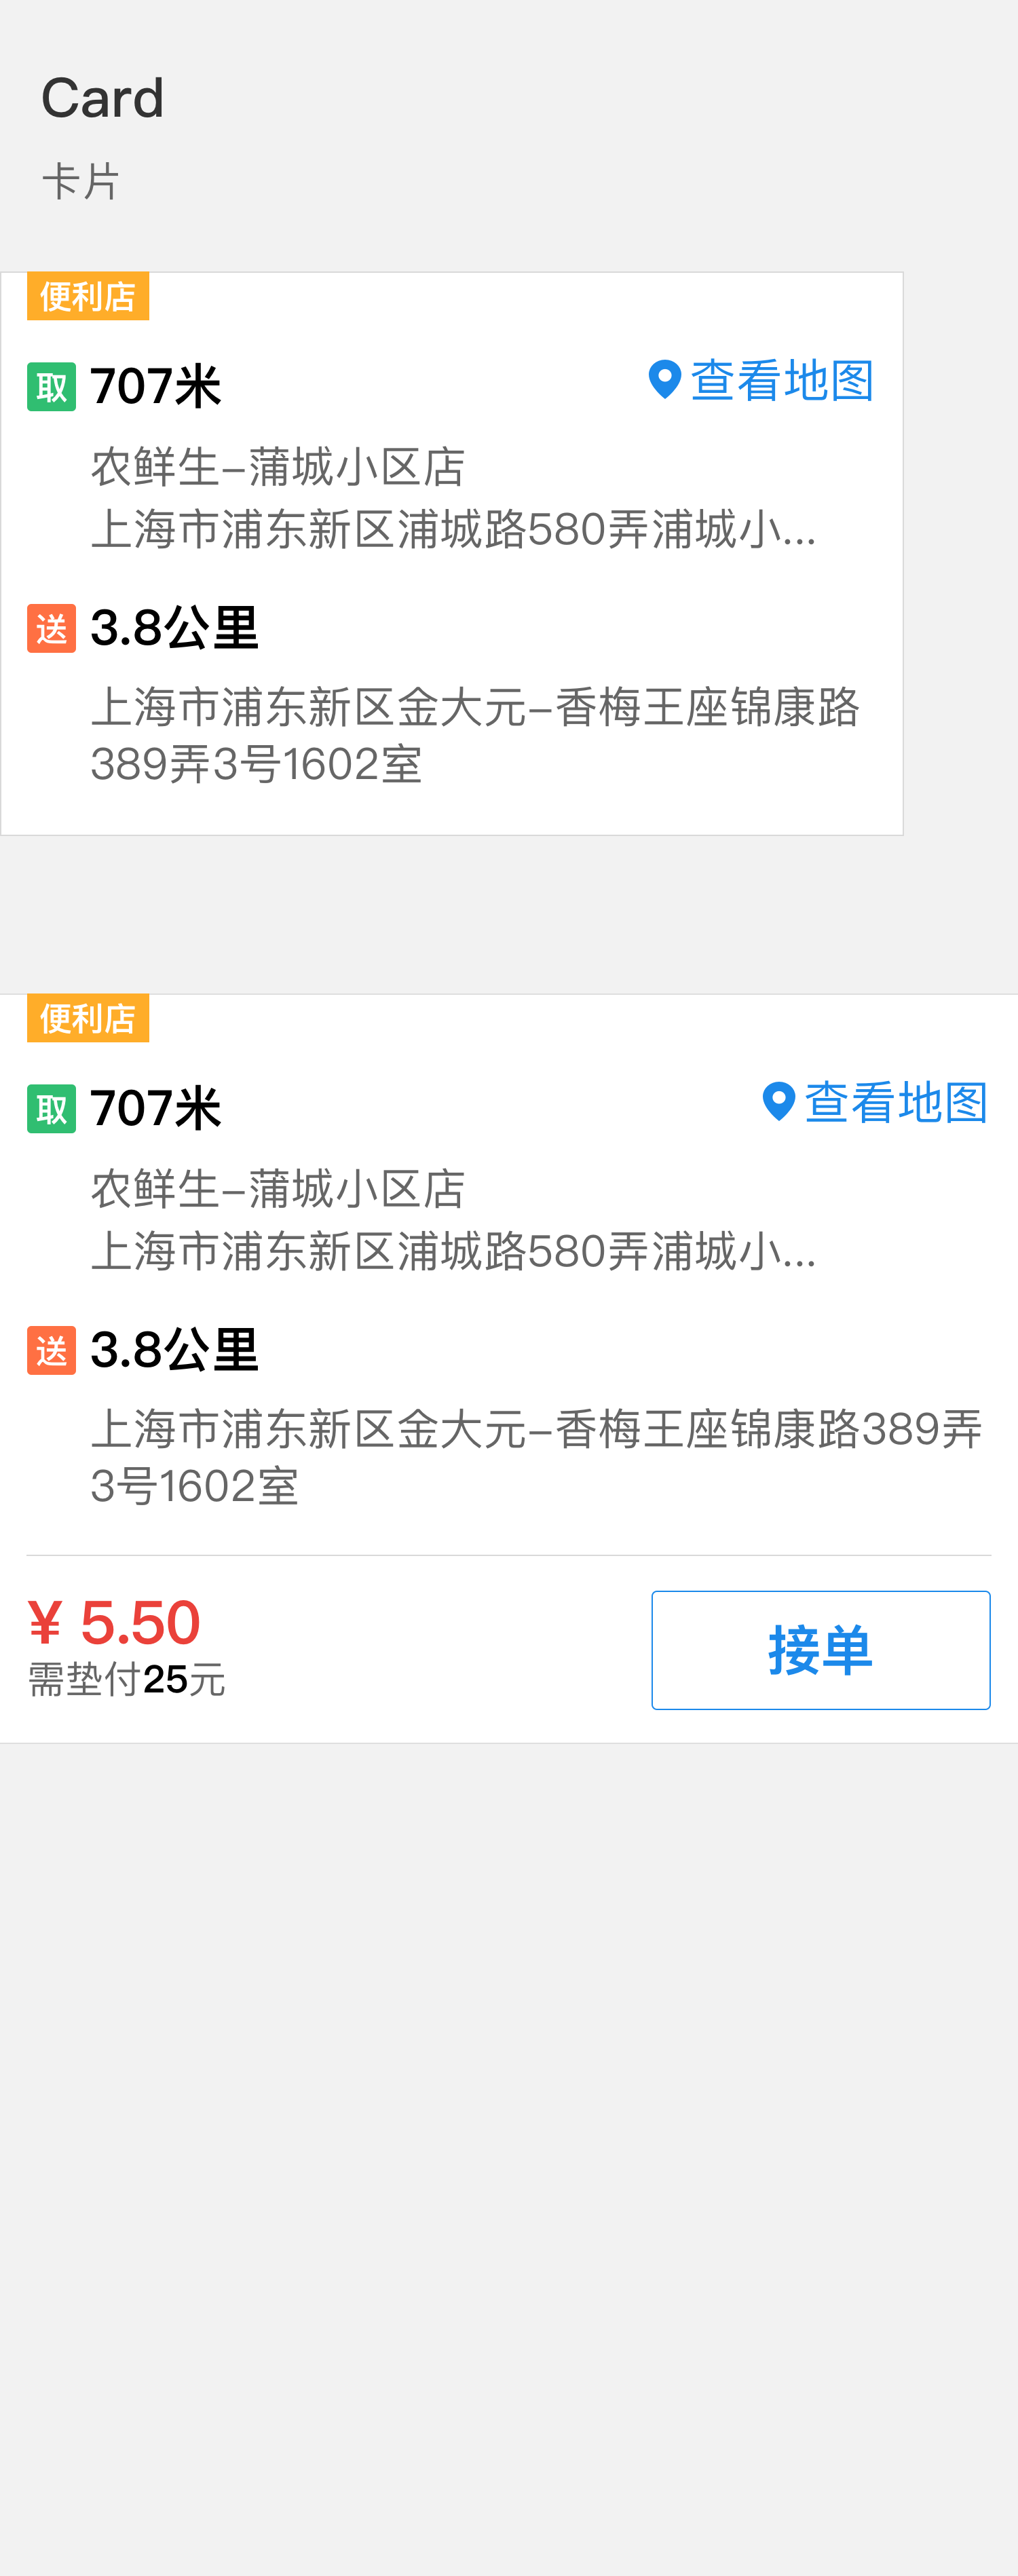 Card
卡片
便利店
取 707米 查看地图
农鲜生-蒲城小区店
上海市浦东新区浦城路580弄浦城小...
送 3.8公里
上海市浦东新区金大元-香梅王座锦康路
389弄3号1602室
便利店
取 707米 查看地图
农鲜生-蒲城小区店
上海市浦东新区浦城路580弄浦城小...
送 3.8公里
上海市浦东新区金大元-香梅王座锦康路389弄
3号1602室
¥ 5.50
需垫付25元
接单